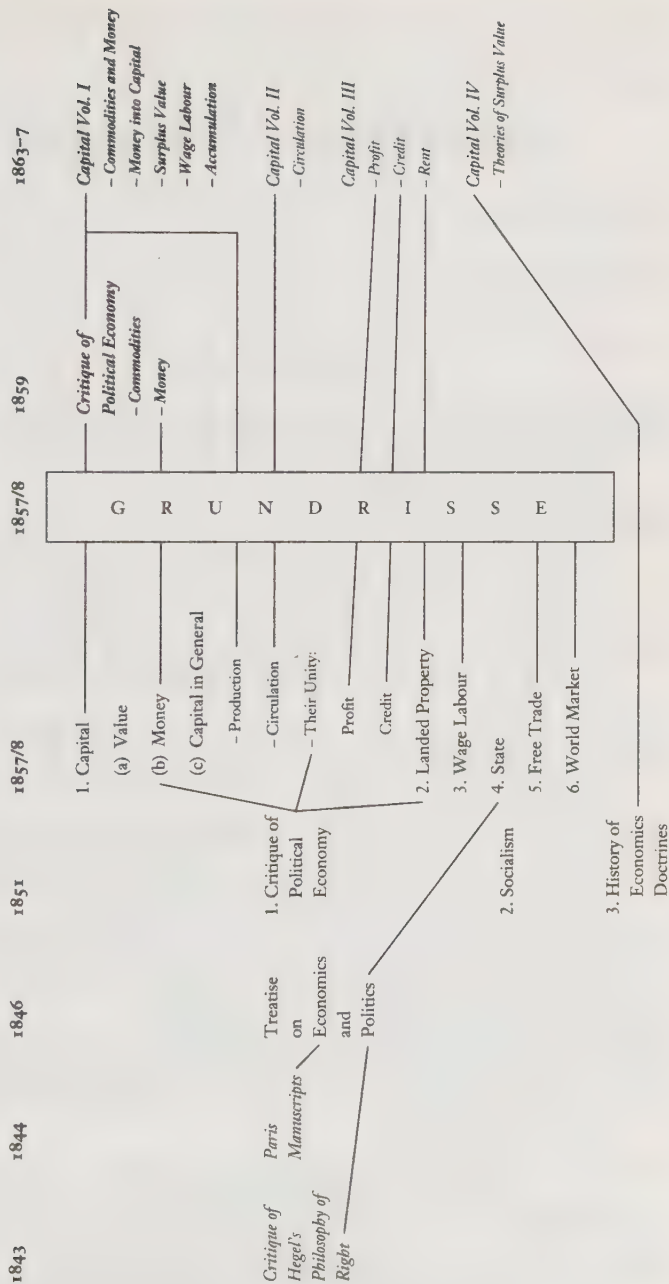 1843
1844
1846
1851
1857/8
1857/8
1859
1863-7
Critique of
Hegel's
Philosophy of
Right
Paris
Manuscripts
Treatise
on
Economics
and
Politics
1. Critique of
Political
Economy
2. Socialism
3. History of
Economics
Doctrines
1. Capital
(a) Value
(b) Money
(c) Capital in General
– Production
– Circulation
– Their Unity:
Profit
Credit
2. Landed Property
3. Wage Labour
4. State
5. Free Trade
6. World Market
G R U N D R I S S E
Critique of
Political Economy
– Commodities
– Money
Capital Vol. I
– Commodities and Money
– Money into Capital
– Surplus Value
– Wage Labour
– Accumulation
Capital Vol. II
– Circulation
Capital Vol. III
– Profit
– Credit
– Rent
Capital Vol. IV
– Theories of Surplus Value